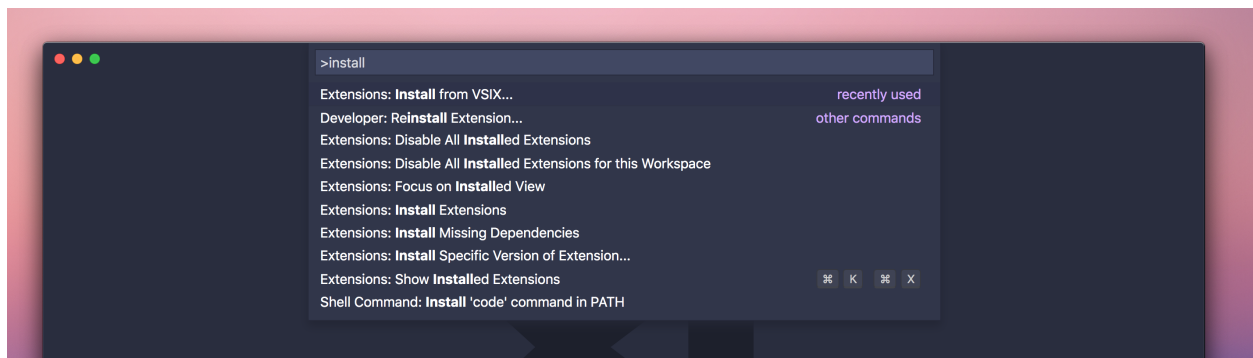 >install
Extensions: Install from VSIX... recently used
Developer: Reinstall Extension... other commands
Extensions: Disable All Installed Extensions
Extensions: Disable All Installed Extensions for this Workspace
Extensions: Focus on Installed View
Extensions: Install Extensions
Extensions: Install Missing Dependencies
Extensions: Install Specific Version of Extension...
Extensions: Show Installed Extensions ⌘ K ⌘ X
Shell Command: Install 'code' command in PATH